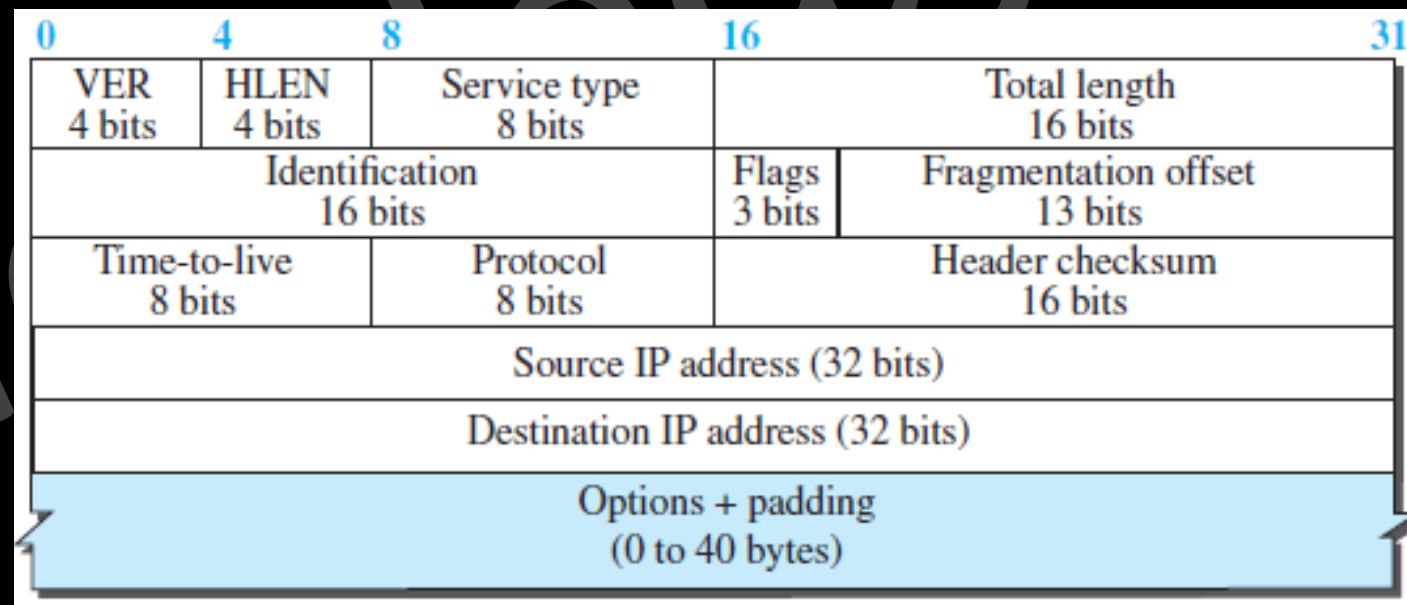 0 4 8 16 31
VER HLEN Service type Total length
4 bits 4 bits 8 bits 16 bits
Identification Flags Fragmentation offset
16 bits 3 bits 13 bits
Time-to-live Protocol Header checksum
8 bits 8 bits 16 bits
Source IP address (32 bits)
Destination IP address (32 bits)
Options + padding
(0 to 40 bytes)